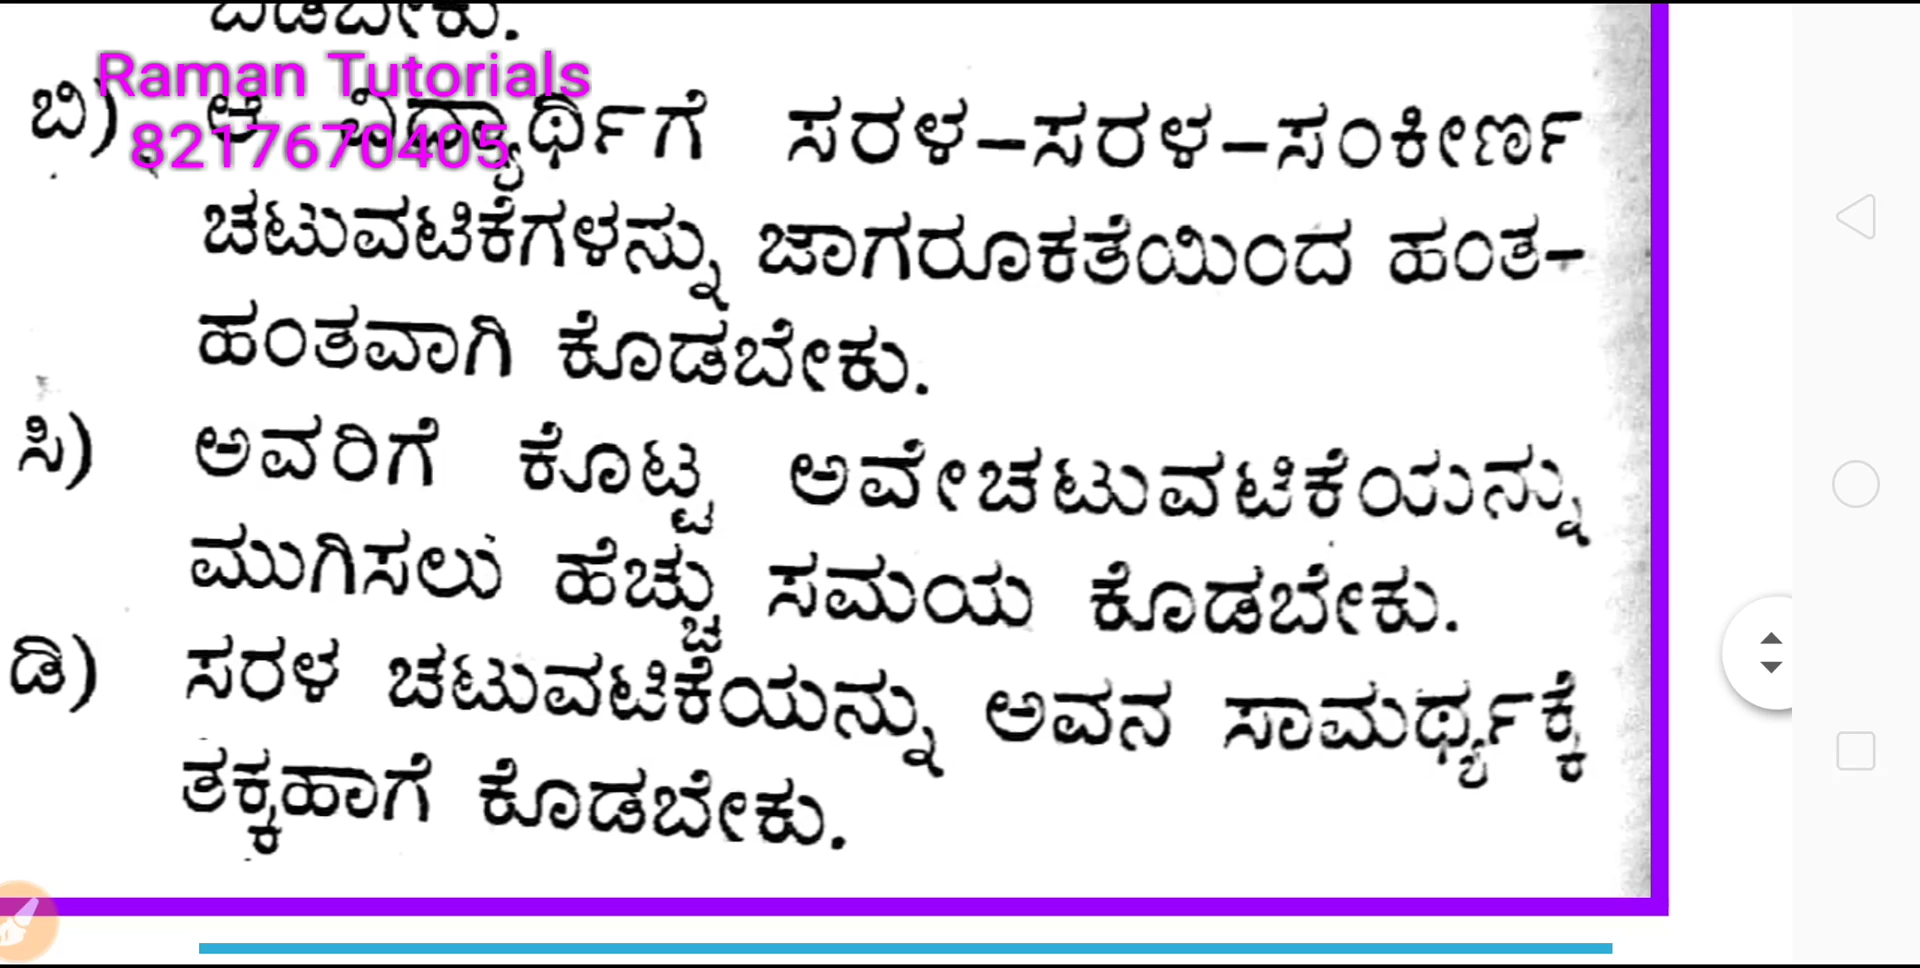 Raman Tutorials
8217670405
ಬಿ) ಆ ವಿದ್ಯಾರ್ಥಿಗೆ ಸರಳ-ಸರಳ-ಸಂಕೀರ್ಣ
ಚಟುವಟಿಕೆಗಳನ್ನು ಜಾಗರೂಕತೆಯಿಂದ ಹಂತ-
ಹಂತವಾಗಿ ಕೊಡಬೇಕು.
ಸಿ) ಅವರಿಗೆ ಕೊಟ್ಟ ಅವೇಚಟುವಟಿಕೆಯನ್ನು
ಮುಗಿಸಲು ಹೆಚ್ಚು ಸಮಯ ಕೊಡಬೇಕು.
ಡಿ) ಸರಳ ಚಟುವಟಿಕೆಯನ್ನು ಅವನ ಸಾಮರ್ಥ್ಯಕ್ಕೆ
ತಕ್ಕಹಾಗೆ ಕೊಡಬೇಕು.